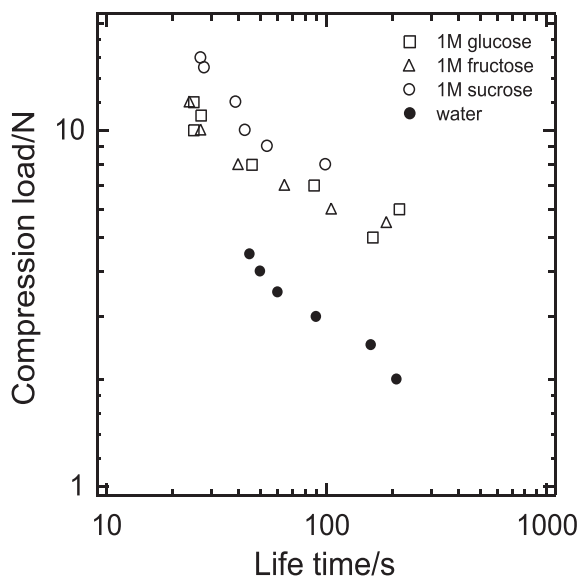 1M glucose
1M fructose
1M sucrose
water
10
1
Compression load/N
10
100
1000
Life time/s